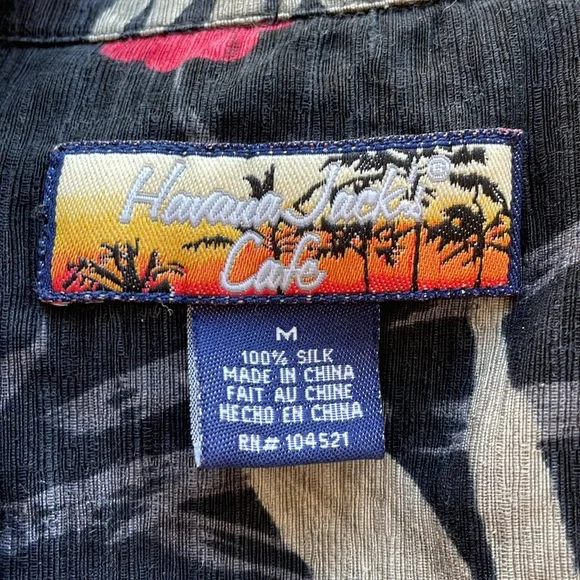 Havana Jack's®
Cafe
M
100% SILK
MADE IN CHINA
FAIT AU CHINE
HECHO EN CHINA
RN# 104521